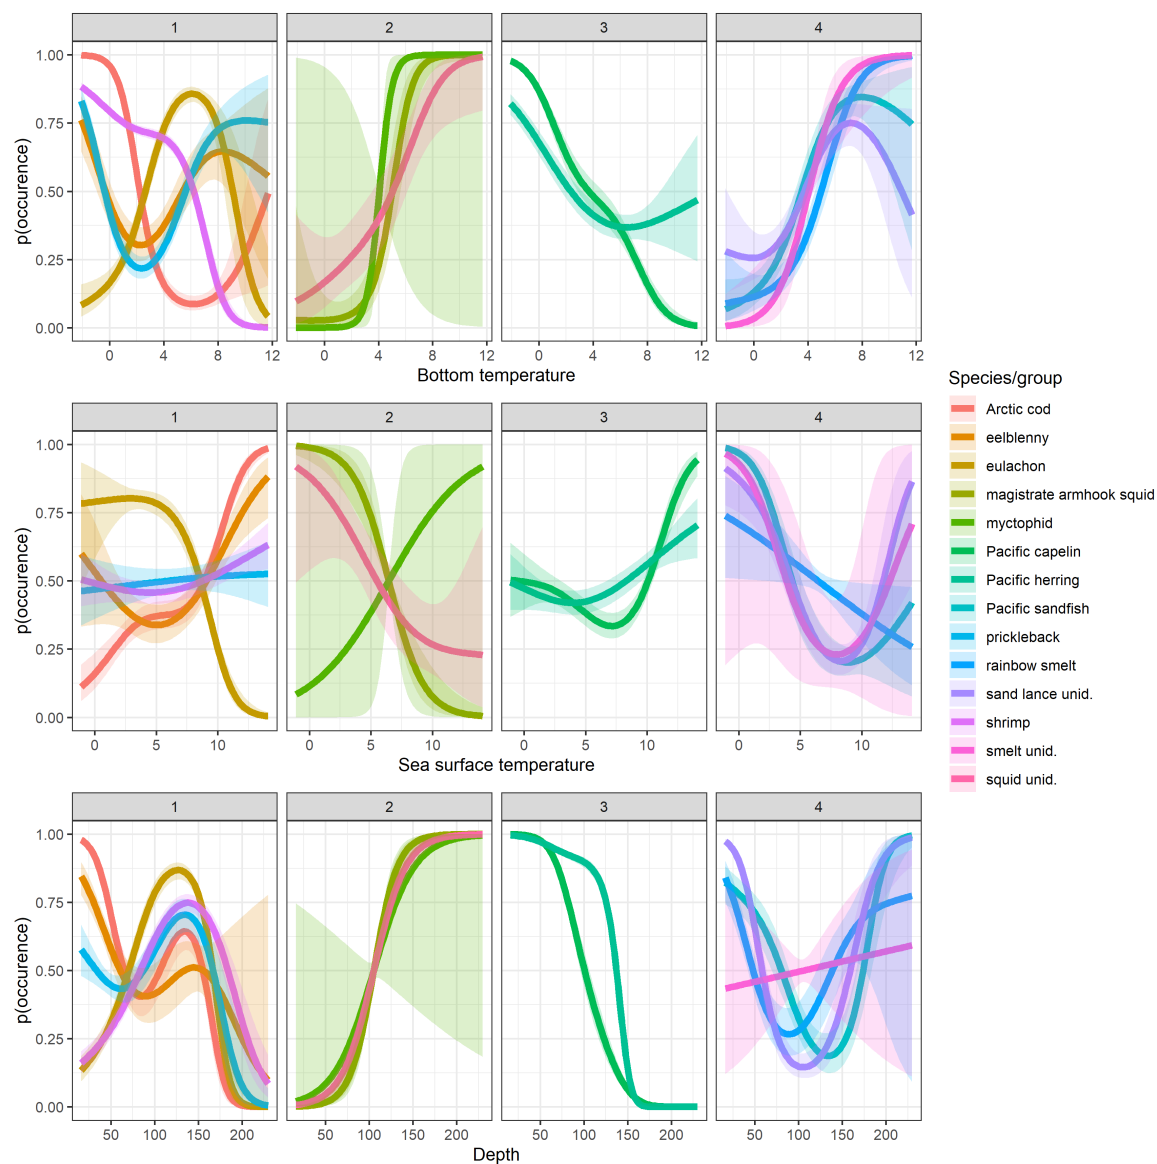 1 2 3 4
1.00
0.75
0.50
0.25
0.00
p(occurence)
0 4 8 12 0 4 8 12 0 4 8 12 0 4 8 12
Bottom temperature
1 2 3 4
1.00
0.75
0.50
0.25
0.00
p(occurence)
0 5 10 0 5 10 0 5 10 0 5 10
Sea surface temperature
1 2 3 4
1.00
0.75
0.50
0.25
0.00
p(occurence)
50 100 150 200 50 100 150 200 50 100 150 200 50 100 150 200
Depth
Species/group
Arctic cod
eelblenny
eulachon
magistrate armhook squid
myctophid
Pacific capelin
Pacific herring
Pacific sandfish
prickleback
rainbow smelt
sand lance unid.
shrimp
smelt unid.
squid unid.